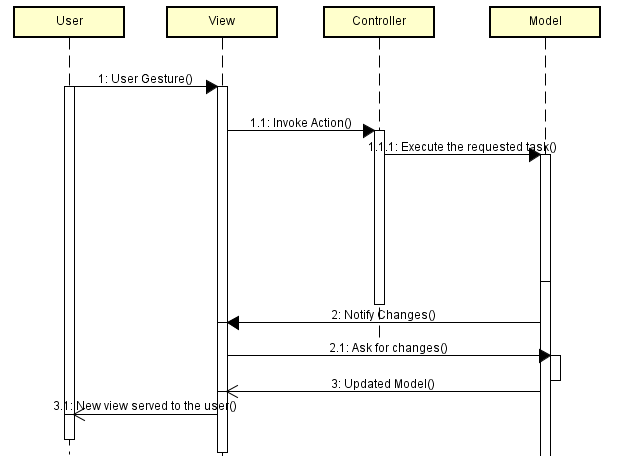 User View Controller Model
1: User Gesture()
1.1: Invoke Action()
1.1.1: Execute the requested task()
2: Notify Changes()
2.1: Ask for changes()
3: Updated Model()
3.1: New view served to the user()